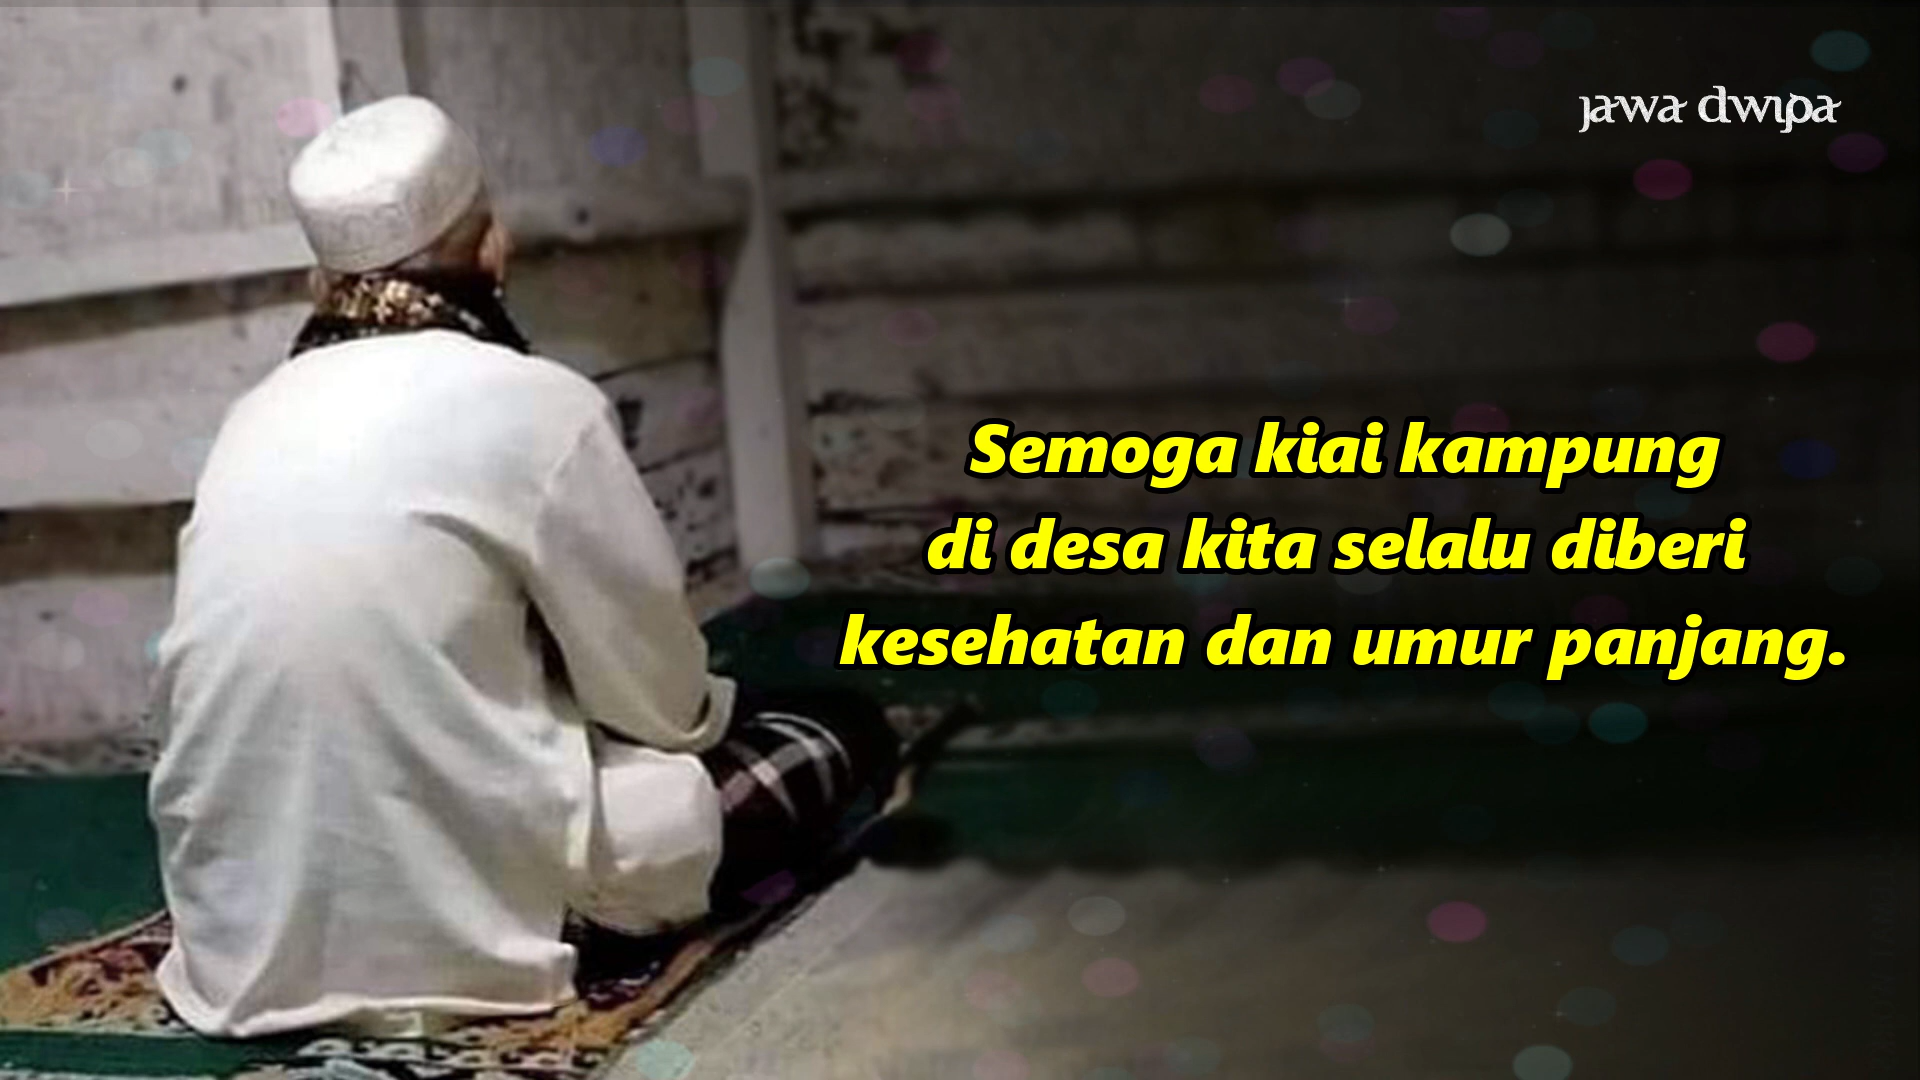 jawa dwipa
Semoga kiai kampung
di desa kita selalu diberi
kesehatan dan umur panjang.